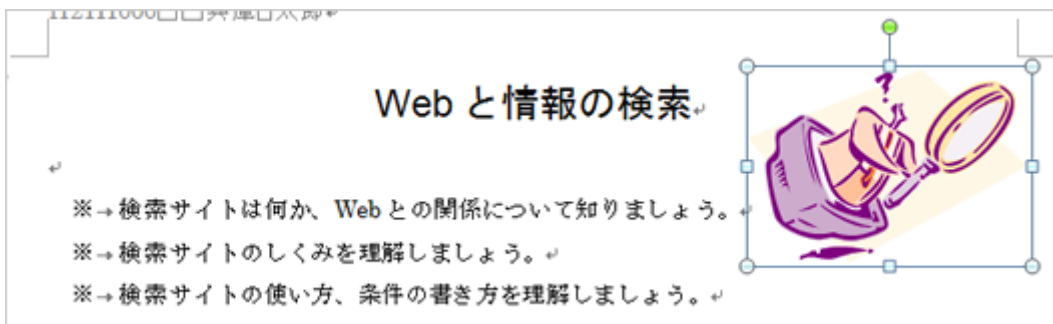 Webと情報の検索
※→検索サイトは何か、Webとの関係について知りましょう。
※→検索サイトのしくみを理解しましょう。
※→検索サイトの使い方、条件の書き方を理解しましょう。